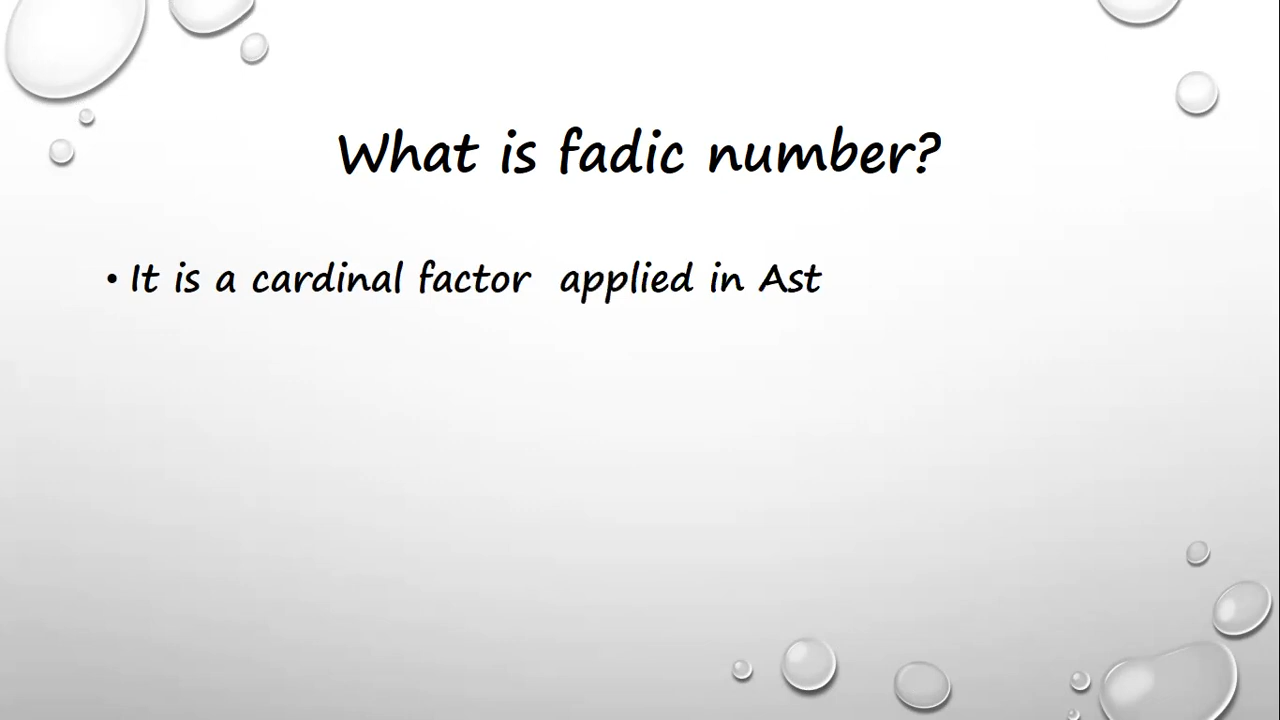 What is fadic number?
• It is a cardinal factor applied in Ast